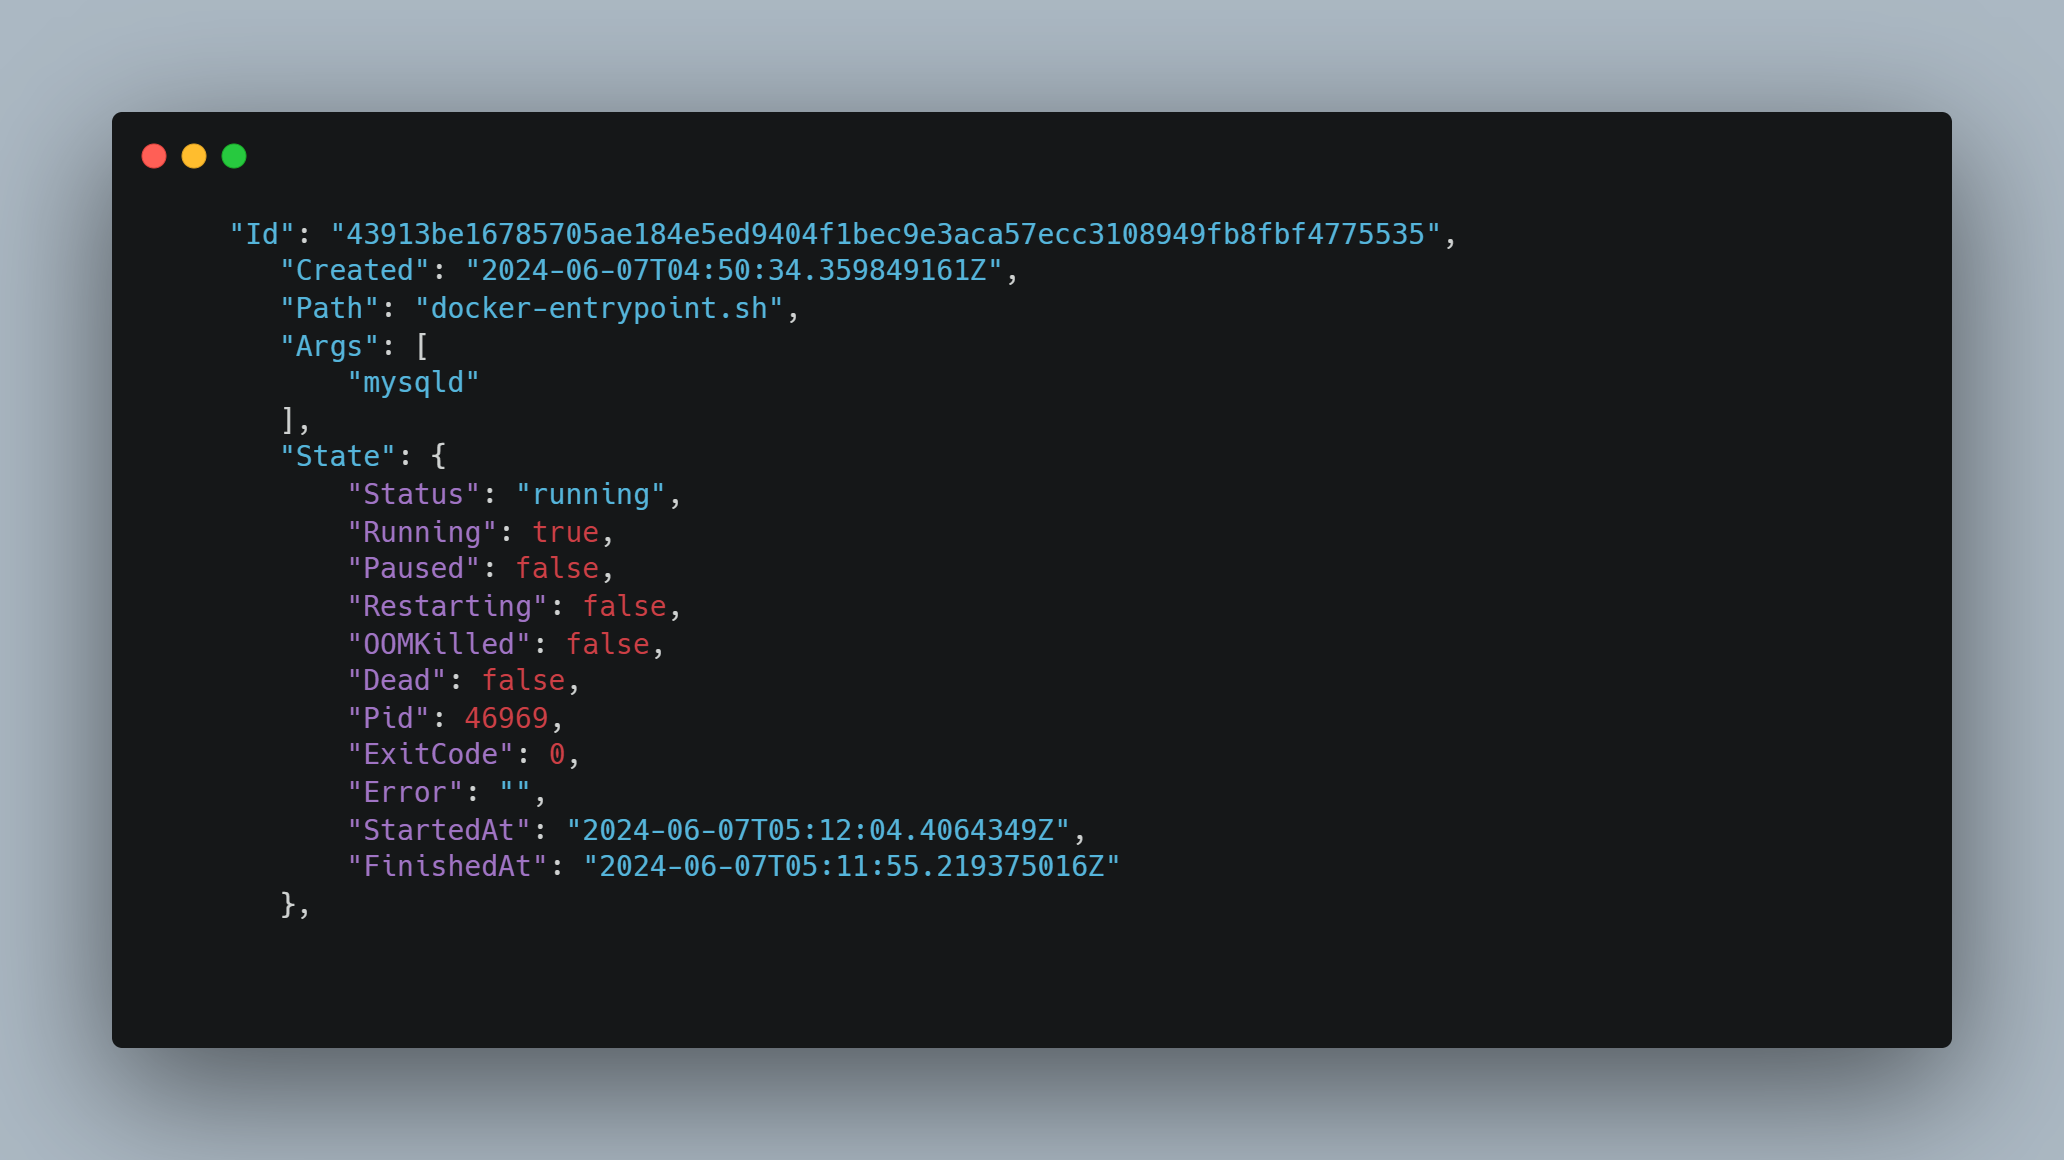 "Id": "43913be16785705ae184e5ed9404f1bec9e3aca57ecc3108949fb8fbf4775535",
"Created": "2024-06-07T04:50:34.359849161Z",
"Path": "docker-entrypoint.sh",
"Args": [
"mysqld"
],
"State": {
"Status": "running",
"Running": true,
"Paused": false,
"Restarting": false,
"OOMKilled": false,
"Dead": false,
"Pid": 46969,
"ExitCode": 0,
"Error": "",
"StartedAt": "2024-06-07T05:12:04.4064349Z",
"FinishedAt": "2024-06-07T05:11:55.219375016Z"
},